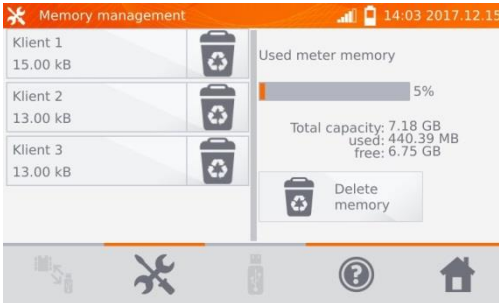 Memory management
14:03 2017.12.15
Klient 1
15.00 kB
Klient 2
13.00 kB
Klient 3
13.00 kB
Used meter memory
5%
Total capacity: 7.18 GB
used: 440.39 MB
free: 6.75 GB
Delete
memory